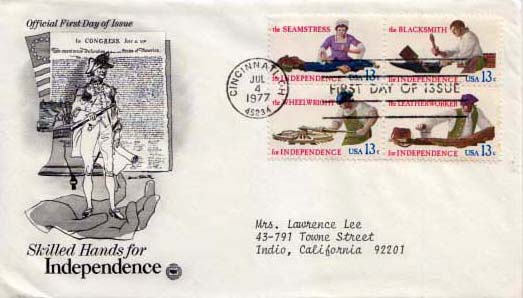 Official First Day of Issue
In CONGRESS, July 4, 1776
Skilled Hands for
Independence
CINCINNATI, OH
JUL
4
1977
45234
FIRST DAY OF ISSUE
the SEAMSTRESS
for INDEPENDENCE USA 13c
the BLACKSMITH
for INDEPENDENCE USA 13c
the WHEELWRIGHT
for INDEPENDENCE USA 13c
the LEATHERWORKER
for INDEPENDENCE USA 13c
Mrs. Lawrence Lee
43-791 Towne Street
Indio, California 92201